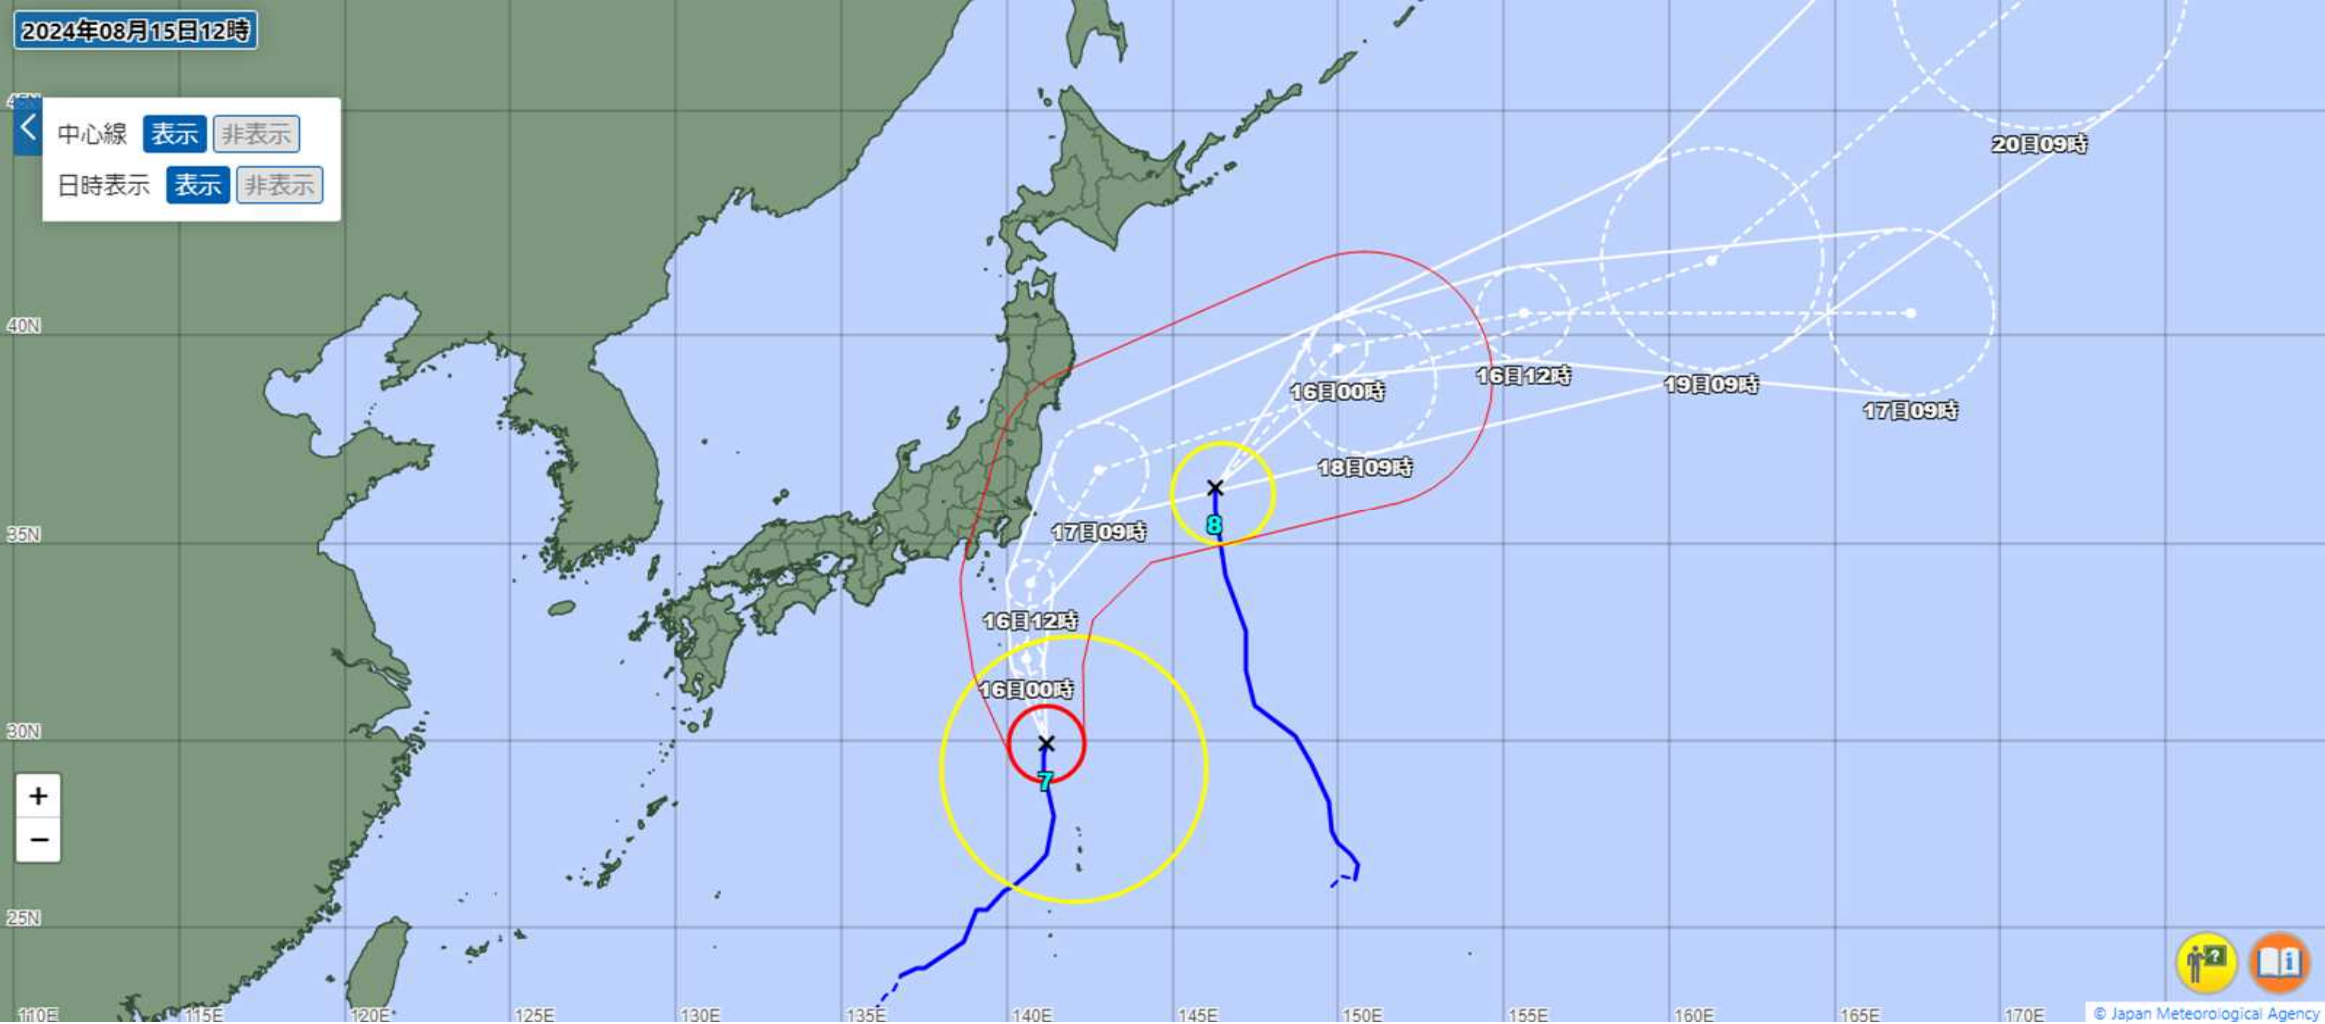 2024年08月15日12時
45N
中心線 表示 非表示
日時表示 表示 非表示
20日09時
40N
16日00時
16日12時
19日09時
17日09時
18日09時
8
17日09時
35N
16日12時
16日00時
30N
7
+
−
25N
?
i
110E 115E 120E 125E 130E 135E 140E 145E 150E 155E 160E 165E 170E
© Japan Meteorological Agency